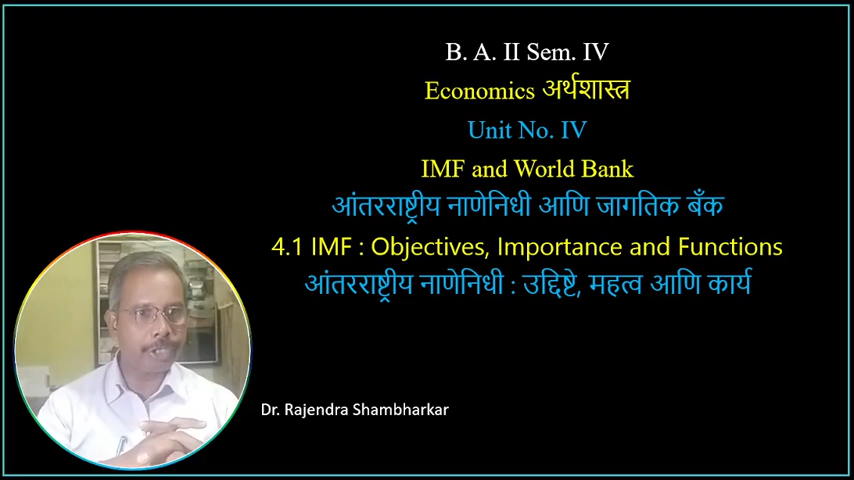 B. A. II Sem. IV
Economics अर्थशास्त्र
Unit No. IV
IMF and World Bank
आंतरराष्ट्रीय नाणेनिधी आणि जागतिक बँक
4.1 IMF : Objectives, Importance and Functions
आंतरराष्ट्रीय नाणेनिधी : उद्दिष्टे, महत्व आणि कार्य
Dr. Rajendra Shambharkar